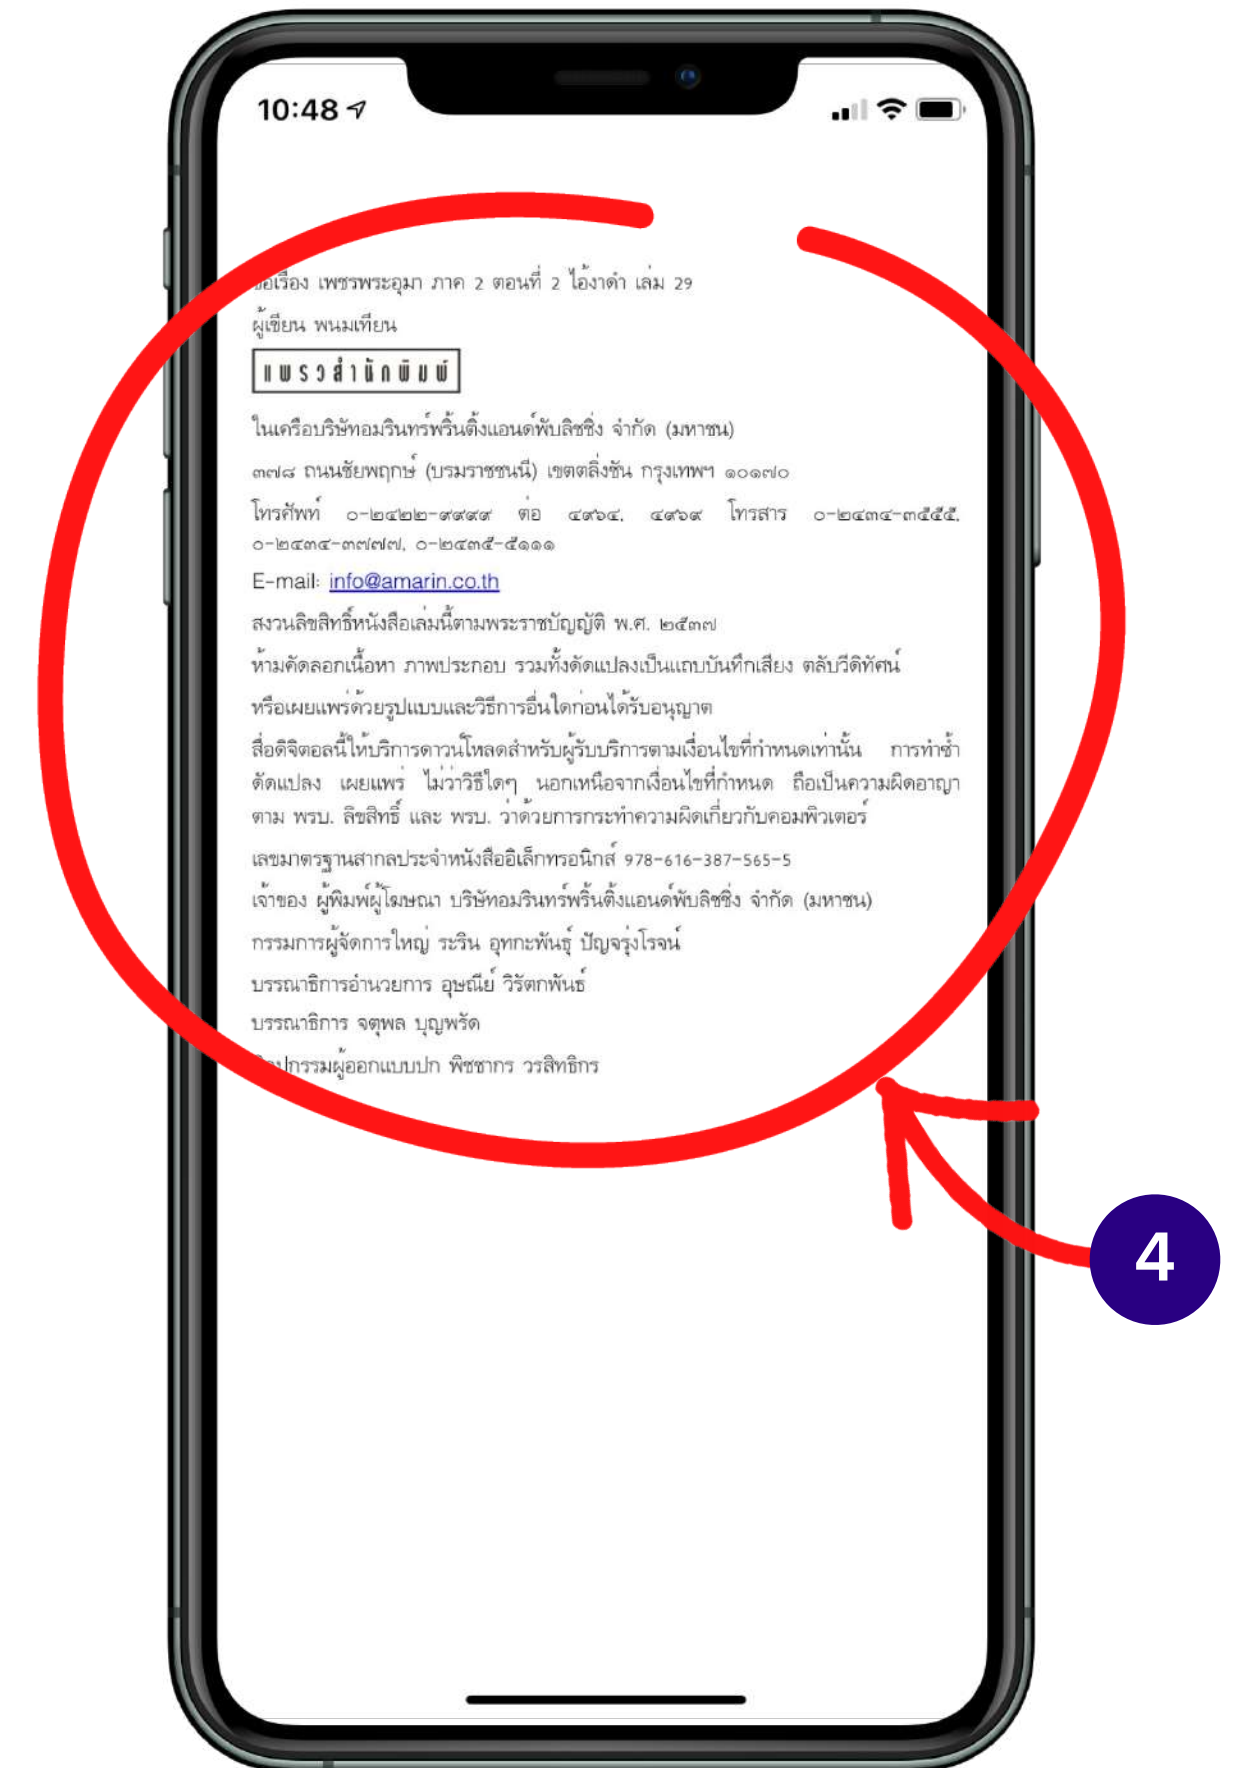 10:48
ชื่อเรื่อง เพชรพระอุมา ภาค 2 ตอนที่ 2 ไอ้งาดำ เล่ม 29
ผู้เขียน พนมเทียน
แพรวสำนักพิมพ์
ในเครือบริษัทอมรินทร์พริ้นติ้งแอนด์พับลิชชิ่ง จำกัด (มหาชน)
๓๗๘ ถนนชัยพฤกษ์ (บรมราชชนนี) เขตตลิ่งชัน กรุงเทพฯ ๑๐๑๗๐
โทรศัพท์ ๐-๒๔๒๒-๙๙๙๙ ต่อ ๔๙๖๔, ๔๙๖๙ โทรสาร ๐-๒๔๓๔-๓๕๕๕,
๐-๒๔๓๔-๓๗๗๗, ๐-๒๔๓๕-๕๑๑๑
E-mail: info@amarin.co.th
สงวนลิขสิทธิ์หนังสือเล่มนี้ตามพระราชบัญญัติ พ.ศ. ๒๕๓๗
ห้ามคัดลอกเนื้อหา ภาพประกอบ รวมทั้งดัดแปลงเป็นแถบบันทึกเสียง ตลับวีดิทัศน์
หรือเผยแพร่ด้วยรูปแบบและวิธีการอื่นใดก่อนได้รับอนุญาต
สื่อดิจิตอลนี้ให้บริการดาวน์โหลดสำหรับผู้รับบริการตามเงื่อนไขที่กำหนดเท่านั้น การทำซ้ำ
ดัดแปลง เผยแพร่ ไม่ว่าวิธีใดๆ นอกเหนือจากเงื่อนไขที่กำหนด ถือเป็นความผิดอาญา
ตาม พรบ. ลิขสิทธิ์ และ พรบ. ว่าด้วยการกระทำความผิดเกี่ยวกับคอมพิวเตอร์
เลขมาตรฐานสากลประจำหนังสืออิเล็กทรอนิกส์ 978-616-387-565-5
เจ้าของ ผู้พิมพ์ผู้โฆษณา บริษัทอมรินทร์พริ้นติ้งแอนด์พับลิชชิ่ง จำกัด (มหาชน)
กรรมการผู้จัดการใหญ่ ระริน อุทกะพันธุ์ ปัญจรุ่งโรจน์
บรรณาธิการอำนวยการ อุษณีย์ วิรัตกพันธ์
บรรณาธิการ จตุพล บุญพรัด
ศิลปกรรมผู้ออกแบบปก พิชชากร วรสิทธิกร
4